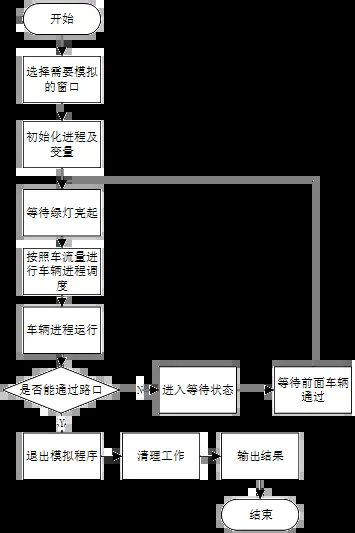 开始
选择需要模拟
的窗口
初始化进程及
变量
等待绿灯亮起
按照车流量进
行车辆进程调
度
车辆进程运行
是否能通过路口
N
进入等待状态
等待前面车辆
通过
Y
退出模拟程序
清理工作
输出结果
结束